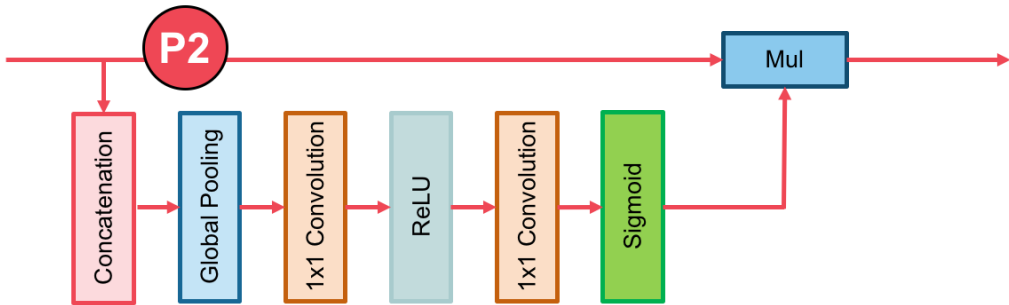 P2
Mul
Concatenation
Global Pooling
1x1 Convolution
ReLU
1x1 Convolution
Sigmoid